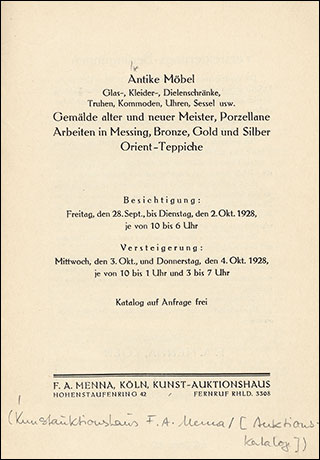 Antike Möbel
Glas-, Kleider-, Dielenschränke,
Truhen, Kommoden, Uhren, Sessel usw.
Gemälde alter und neuer Meister, Porzellane
Arbeiten in Messing, Bronze, Gold und Silber
Orient-Teppiche
Besichtigung:
Freitag, den 28. Sept., bis Dienstag, den 2. Okt. 1928,
je von 10 bis 6 Uhr
Versteigerung:
Mittwoch, den 3. Okt., und Donnerstag, den 4. Okt. 1928,
je von 10 bis 1 Uhr und 3 bis 7 Uhr
Katalog auf Anfrage frei
F. A. MENNA, KÖLN, KUNST-AUKTIONSHAUS
HOHENSTAUFENRING 42 / FERNRUF RHLD. 3308
(Kunstauktionshaus F. A. Menna / [Auktions-
katalog])